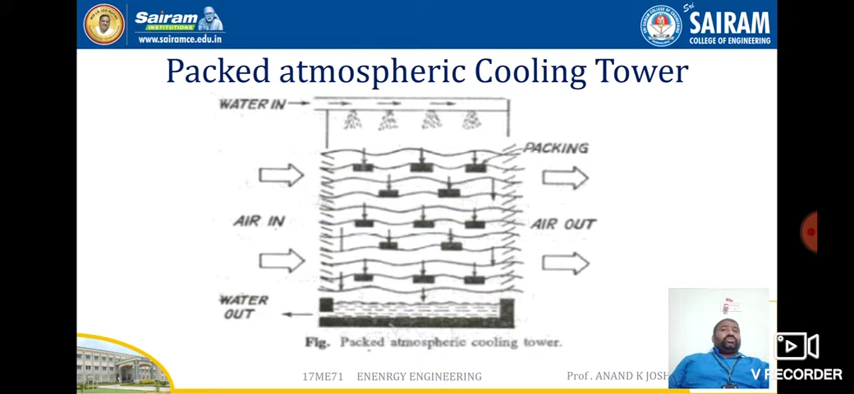 Sairam
INSTITUTIONS
www.sairamce.edu.in
Sri
SAIRAM
COLLEGE OF ENGINEERING
Packed atmospheric Cooling Tower
WATER IN
PACKING
AIR IN
AIR OUT
WATER
OUT
Fig. Packed atmospheric cooling tower.
17ME71 ENENRGY ENGINEERING
Prof. ANAND K JOSH
V RECORDER